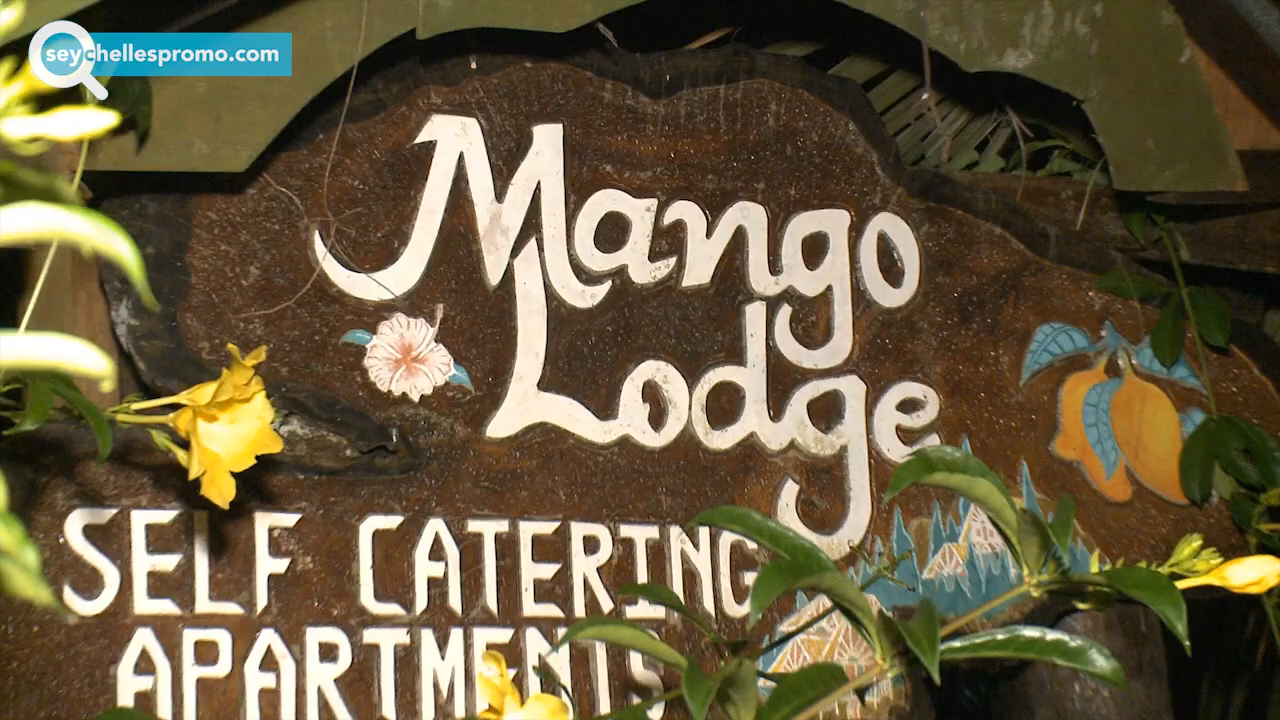 seychellespromo.com
Mango
Lodge
SELF CATERING
APARTMENTS